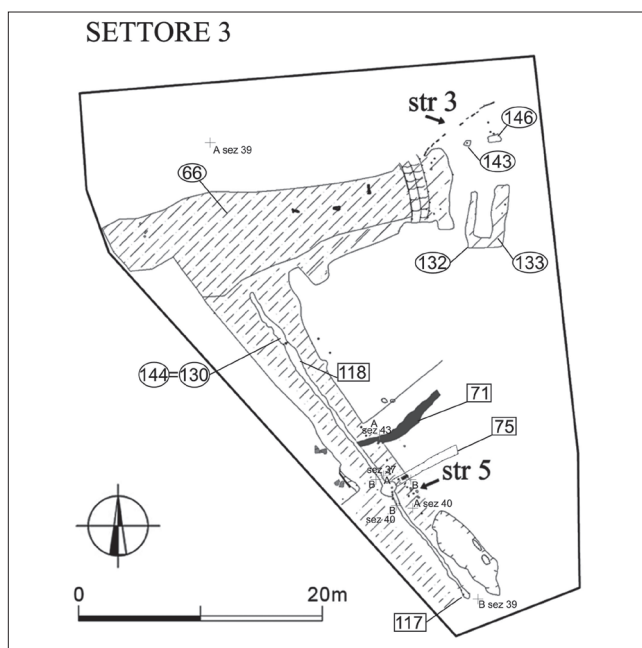 SETTORE 3
str 3
146
A sez 39
143
66
132
133
144=130
118
71
A
sez 43
75
sez 37
A
B
B
str 5
B
A sez 40
sez 40
0
20m
B sez 39
117